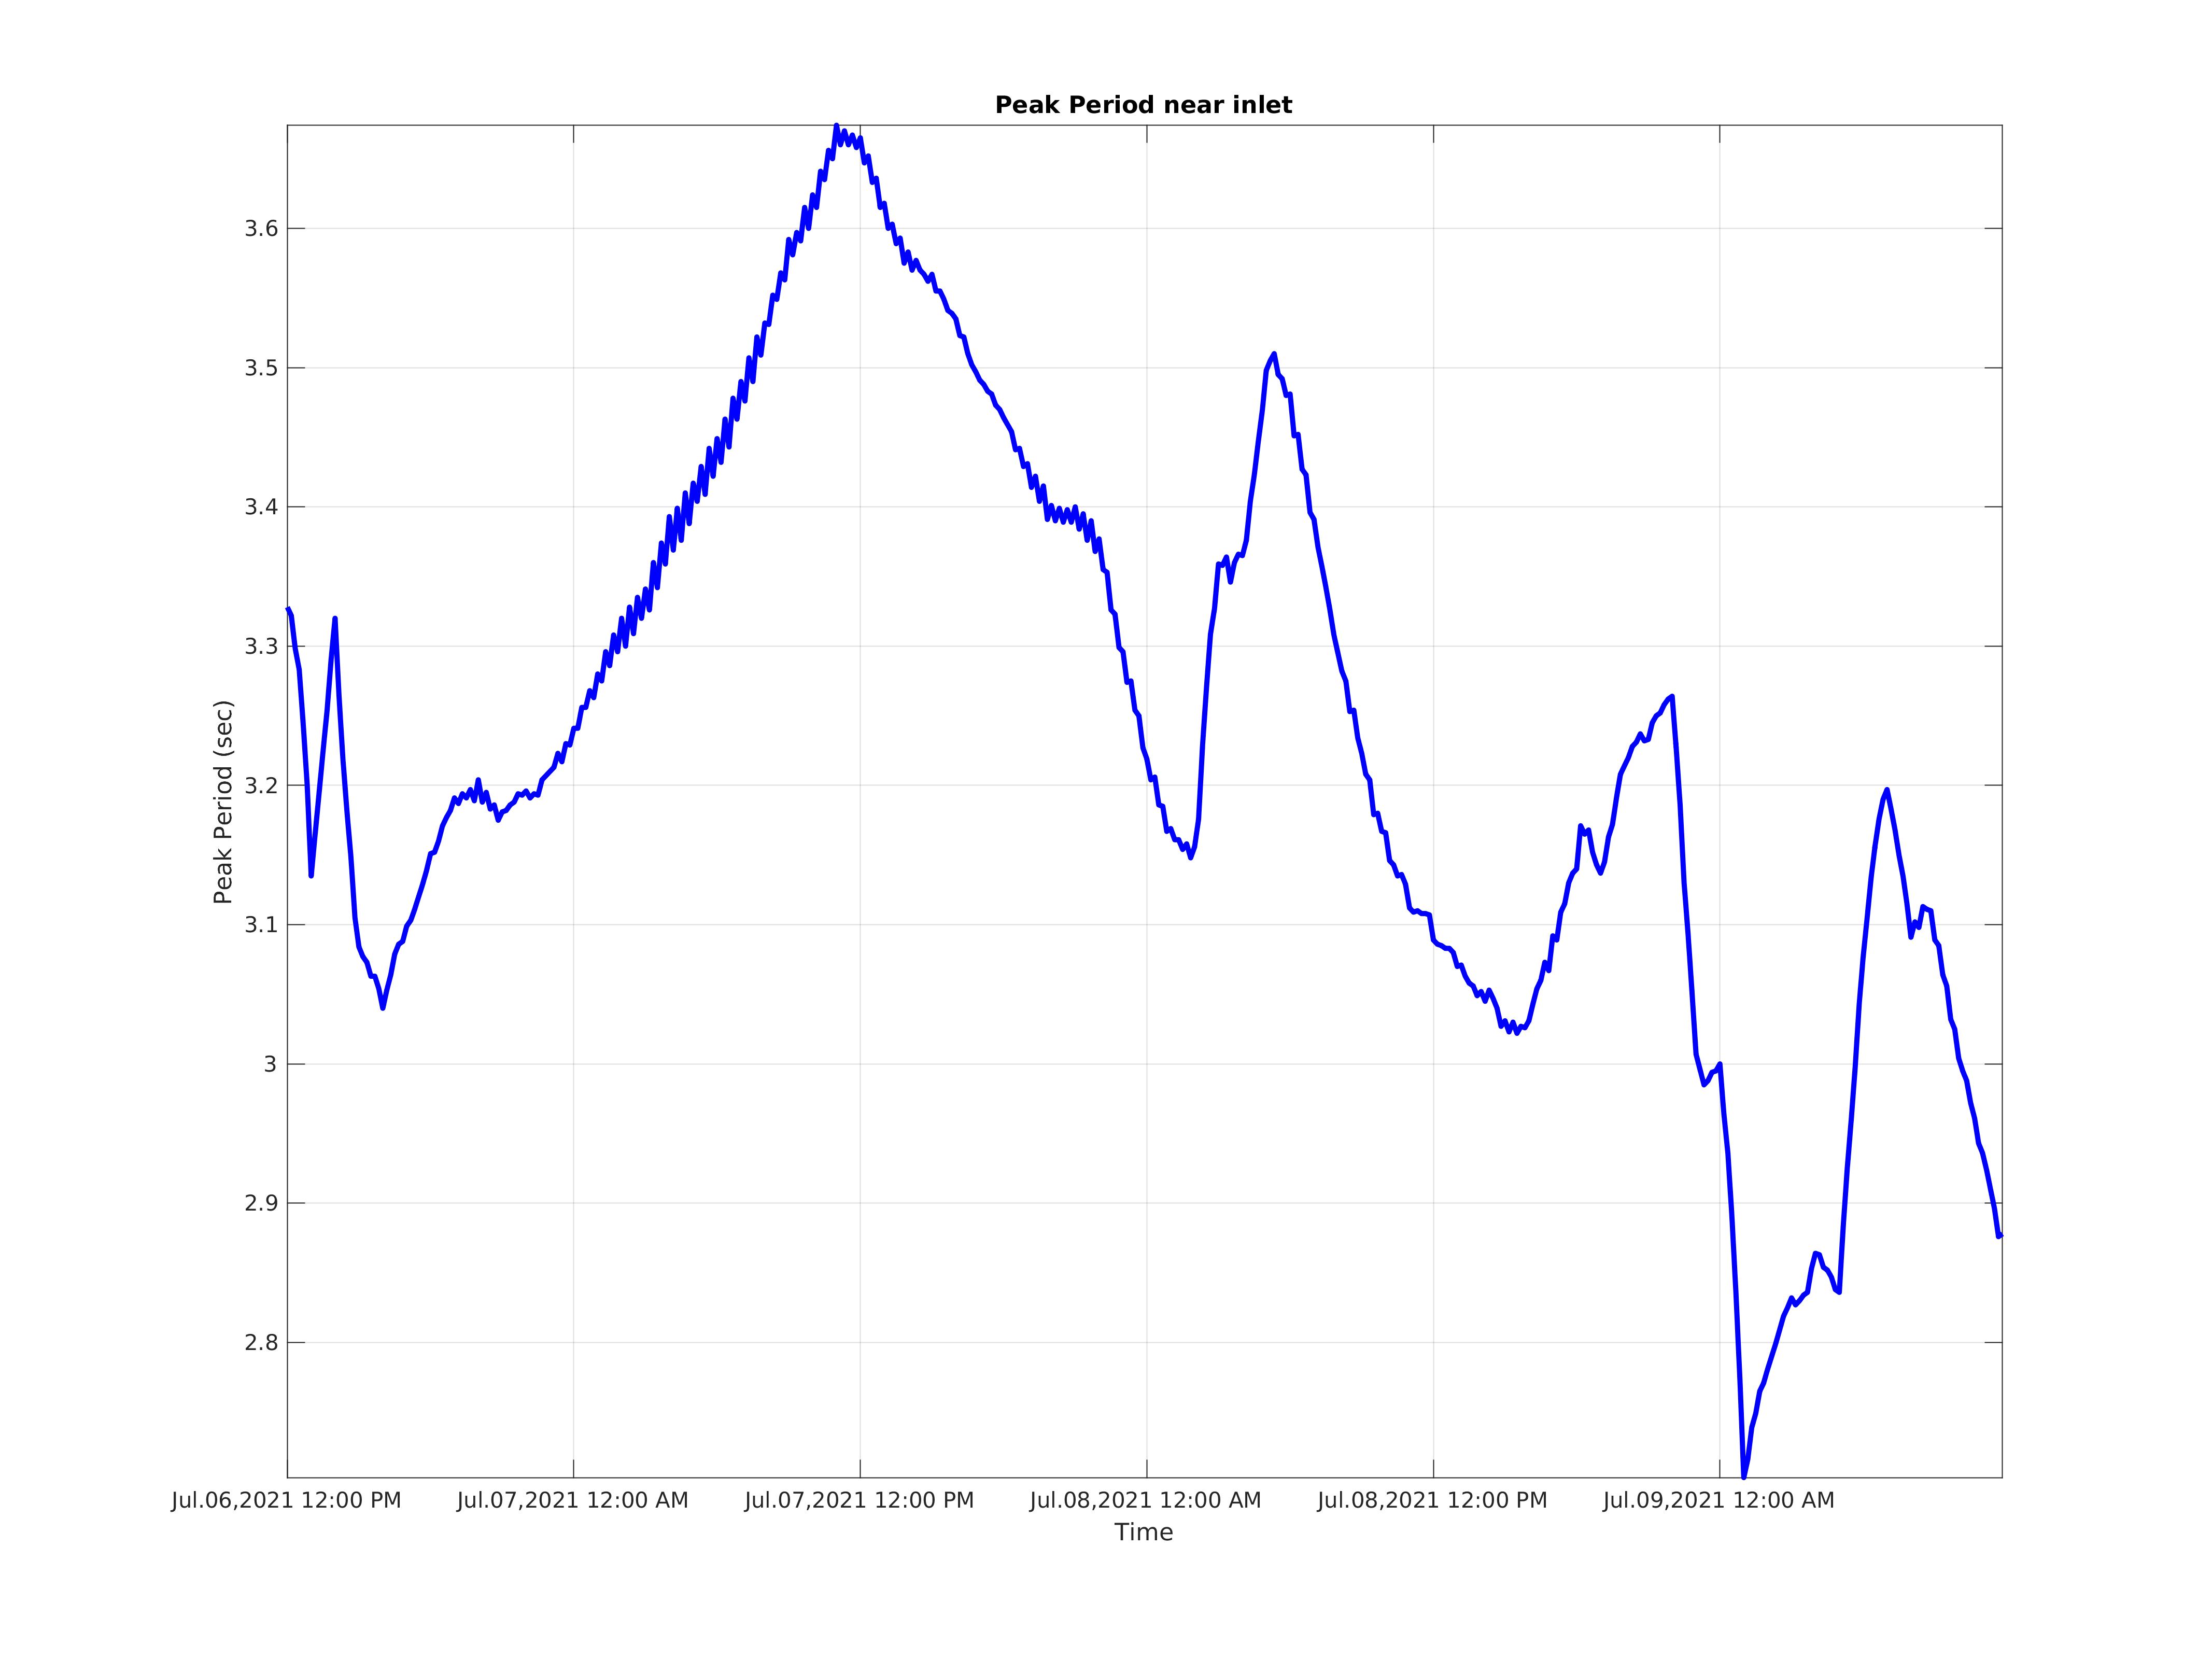 Peak Period near inlet
Peak Period (sec)
3.6
3.5
3.4
3.3
3.2
3.1
3
2.9
2.8
Jul.06,2021 12:00 PM Jul.07,2021 12:00 AM Jul.07,2021 12:00 PM Jul.08,2021 12:00 AM Jul.08,2021 12:00 PM Jul.09,2021 12:00 AM
Time